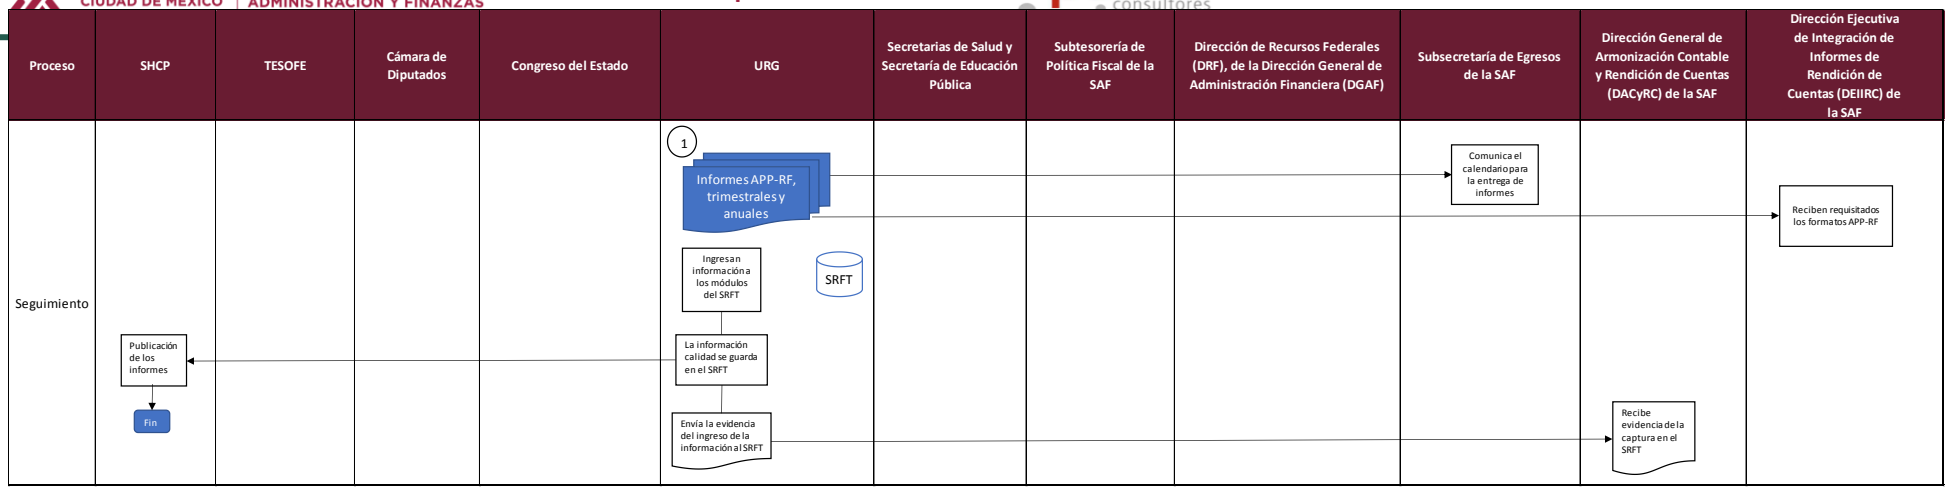 CIUDAD DE MÉXICO
ADMINISTRACIÓN Y FINANZAS
consultores
Proceso
SHCP
TESOFE
Cámara de
Diputados
Congreso del Estado
URG
Secretarias de Salud y
Secretaría de Educación
Pública
Subtesorería de
Política Fiscal de la
SAF
Dirección de Recursos Federales
(DRF), de la Dirección General de
Administración Financiera (DGAF)
Subsecretaría de Egresos
de la SAF
Dirección General de
Armonización Contable
y Rendición de Cuentas
(DACyRC) de la SAF
Dirección Ejecutiva
de Integración de
Informes de
Rendición de
Cuentas (DEIIRC) de
la SAF
Seguimiento
1
Informes APP-RF,
trimestrales y
anuales
Comunica el
calendario para
la entrega de
informes
Reciben requisitados
los formatos APP-RF
Ingresan
información a
los módulos
del SRFT
SRFT
Publicación
de los
informes
La información
calidad se guarda
en el SRFT
Fin
Envía la evidencia
del ingreso de la
información al SRFT
Recibe
evidencia de la
captura en el
SRFT